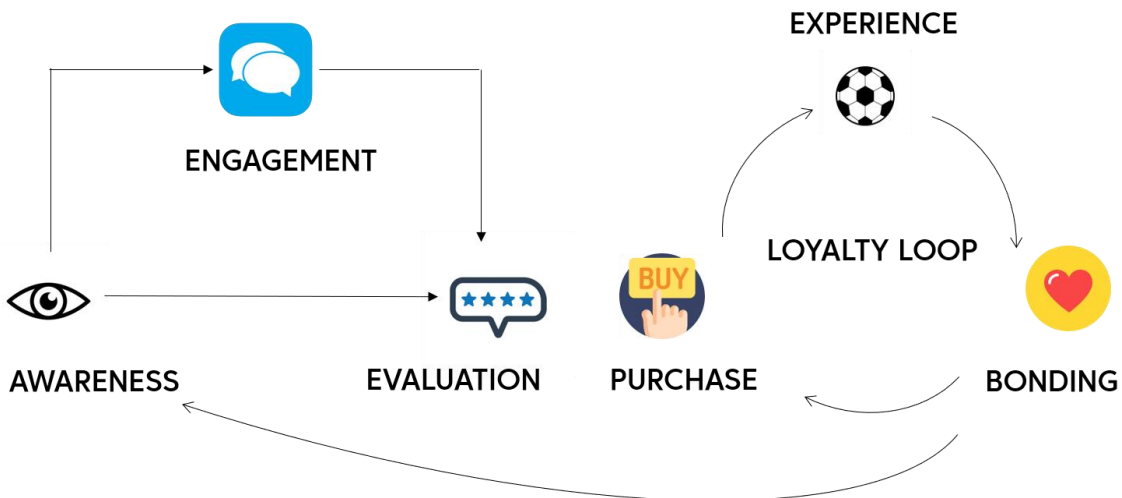 EXPERIENCE
ENGAGEMENT
LOYALTY LOOP
BUY
AWARENESS
EVALUATION
PURCHASE
BONDING